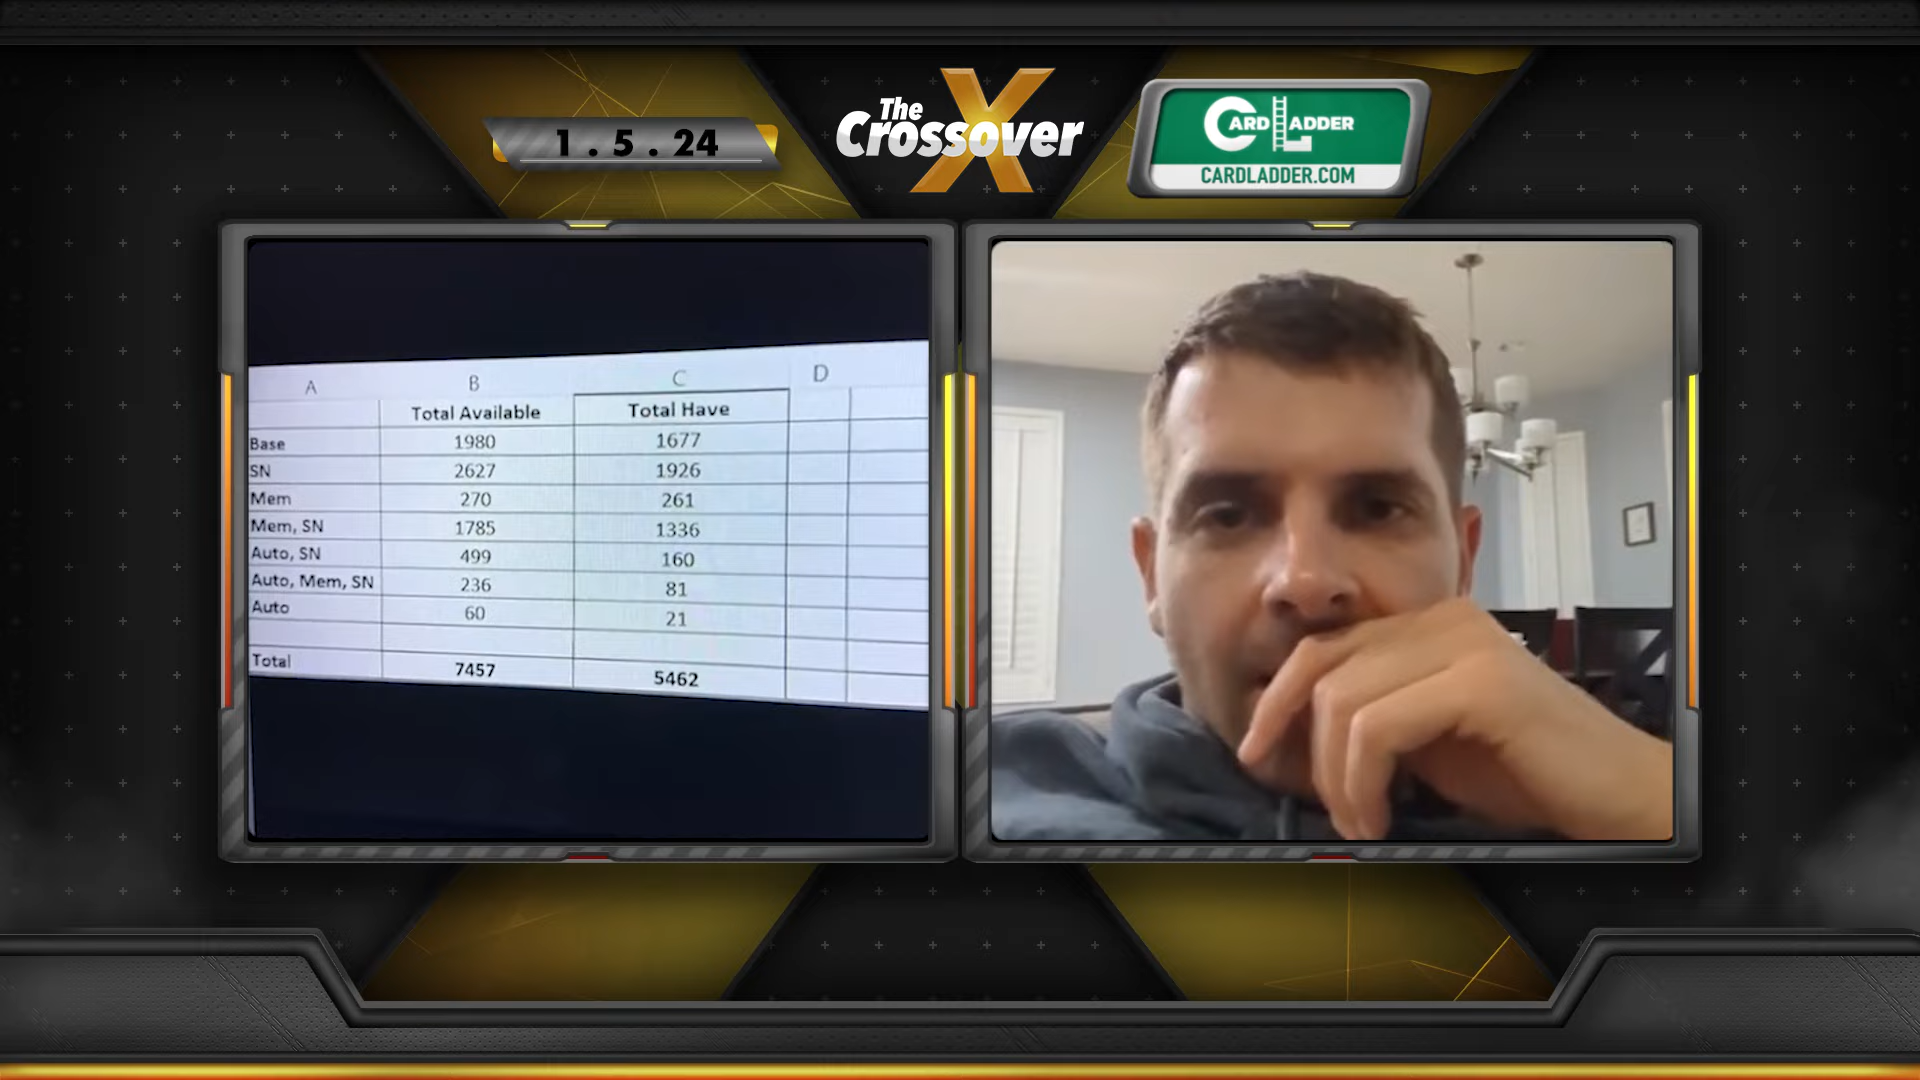 1.5.24
The
Crossover
X
CARD LADDER
CARDLADDER.COM
A B C D
Total Available Total Have
Base 1980 1677
SN 2627 1926
Mem 270 261
Mem, SN 1785 1336
Auto, SN 499 160
Auto, Mem, SN 236 81
Auto 60 21
Total 7457 5462